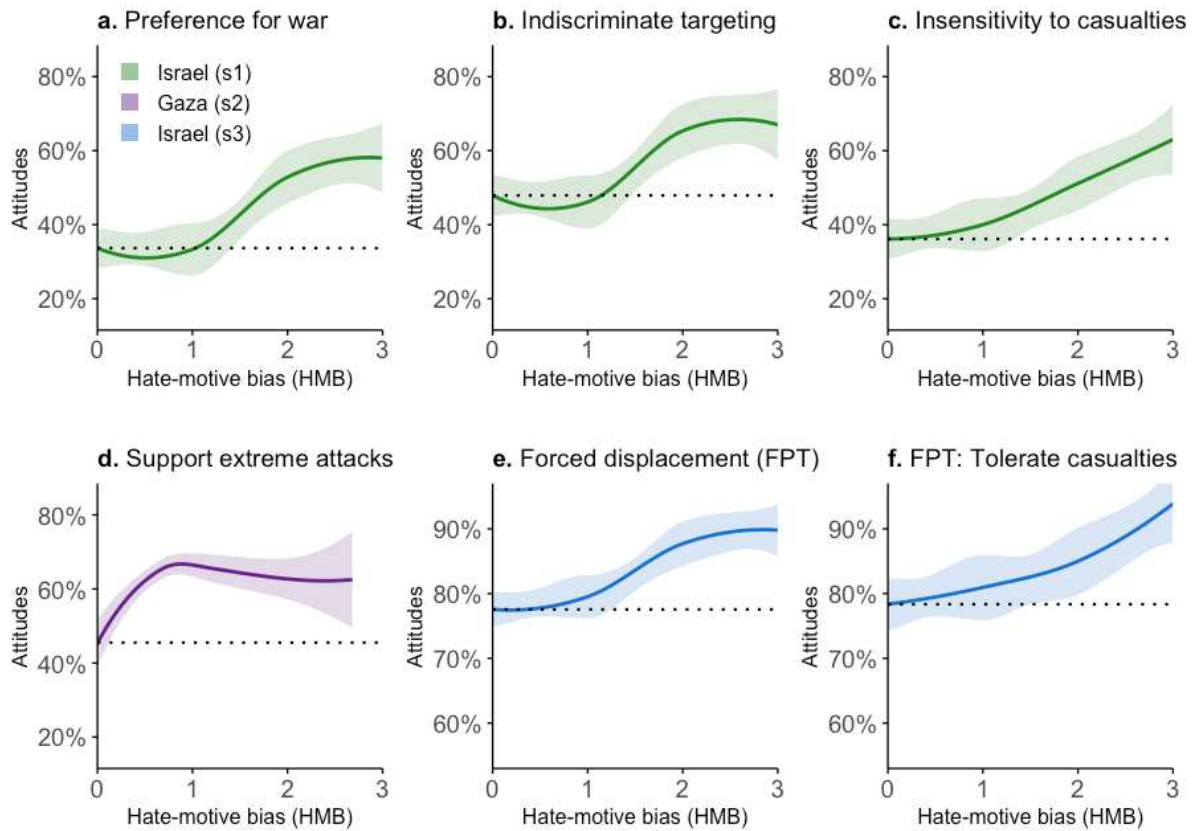 a. Preference for war
b. Indiscriminate targeting
c. Insensitivity to casualties
Israel (s1)
Gaza (s2)
Israel (s3)
80%
60%
40%
20%
Attitudes
0 1 2 3
Hate-motive bias (HMB)
80%
60%
40%
20%
Attitudes
0 1 2 3
Hate-motive bias (HMB)
80%
60%
40%
20%
Attitudes
0 1 2 3
Hate-motive bias (HMB)
d. Support extreme attacks
e. Forced displacement (FPT)
f. FPT: Tolerate casualties
80%
60%
40%
20%
Attitudes
0 1 2 3
Hate-motive bias (HMB)
90%
80%
70%
60%
Attitudes
0 1 2 3
Hate-motive bias (HMB)
90%
80%
70%
60%
Attitudes
0 1 2 3
Hate-motive bias (HMB)